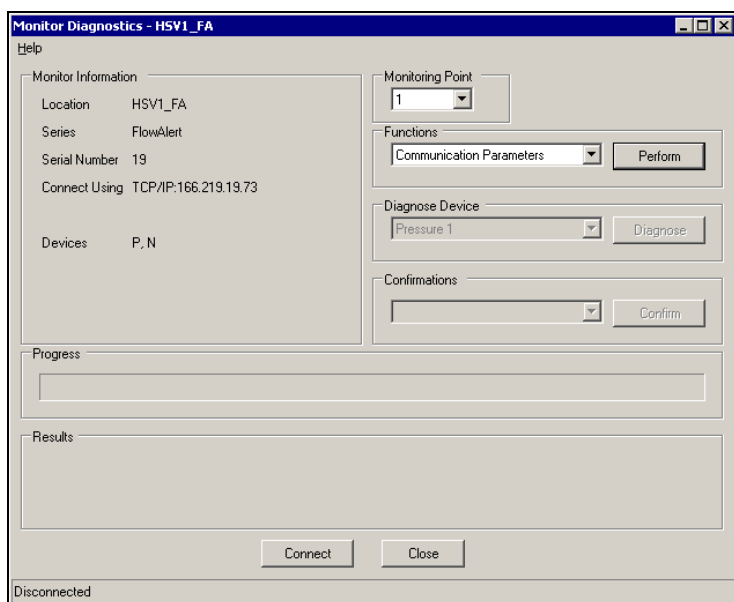 Monitor Diagnostics - HSV1_FA
Help
Monitor Information
Location HSV1_FA
Series FlowAlert
Serial Number 19
Connect Using TCP/IP:166.219.19.73
Devices P, N
Monitoring Point
1
Functions
Communication Parameters Perform
Diagnose Device
Pressure 1 Diagnose
Confirmations
Confirm
Progress
Results
Connect Close
Disconnected